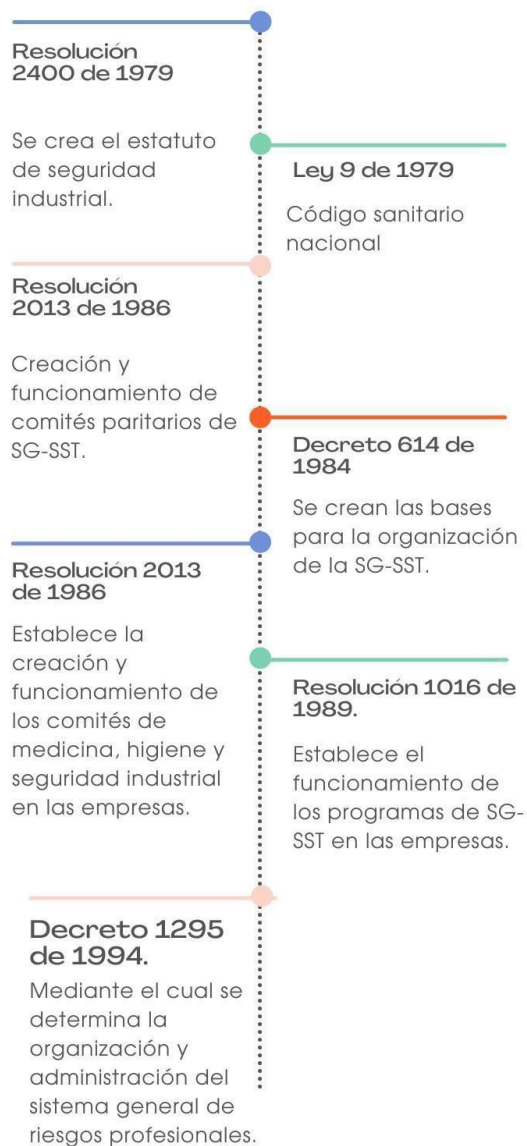 Resolución
2400 de 1979
Se crea el estatuto
de seguridad
industrial.
Ley 9 de 1979
Código sanitario
nacional
Resolución
2013 de 1986
Creación y
funcionamiento de
comités paritarios de
SG-SST.
Decreto 614 de
1984
Se crean las bases
para la organización
de la SG-SST.
Resolución 2013
de 1986
Establece la
creación y
funcionamiento de
los comités de
medicina, higiene y
seguridad industrial
en las empresas.
Resolución 1016 de
1989.
Establece el
funcionamiento de
los programas de SG-
SST en las empresas.
Decreto 1295
de 1994.
Mediante el cual se
determina la
organización y
administración del
sistema general de
riesgos profesionales.